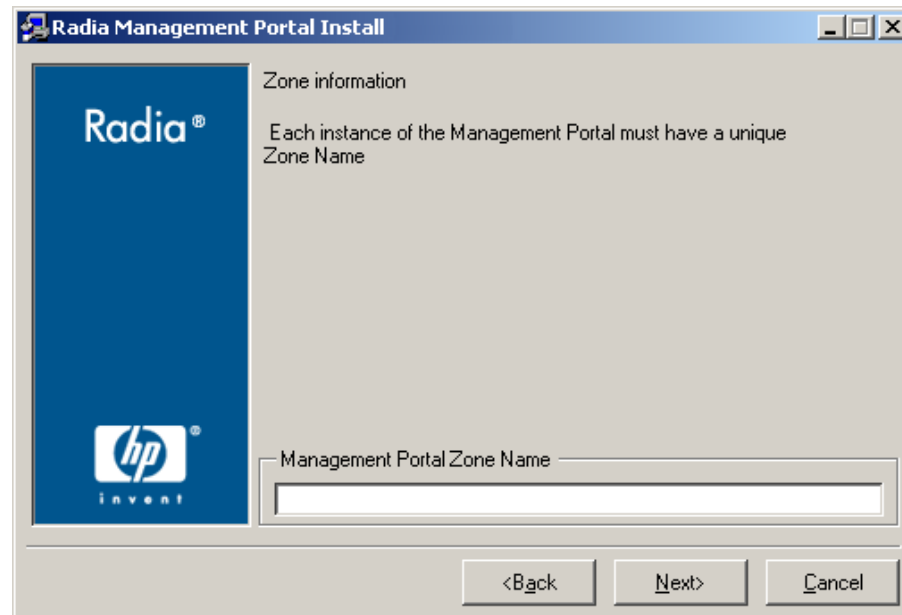 Radia Management Portal Install
Radia®
Zone information
Each instance of the Management Portal must have a unique
Zone Name
hp®
invent
Management Portal Zone Name
<Back
Next>
Cancel